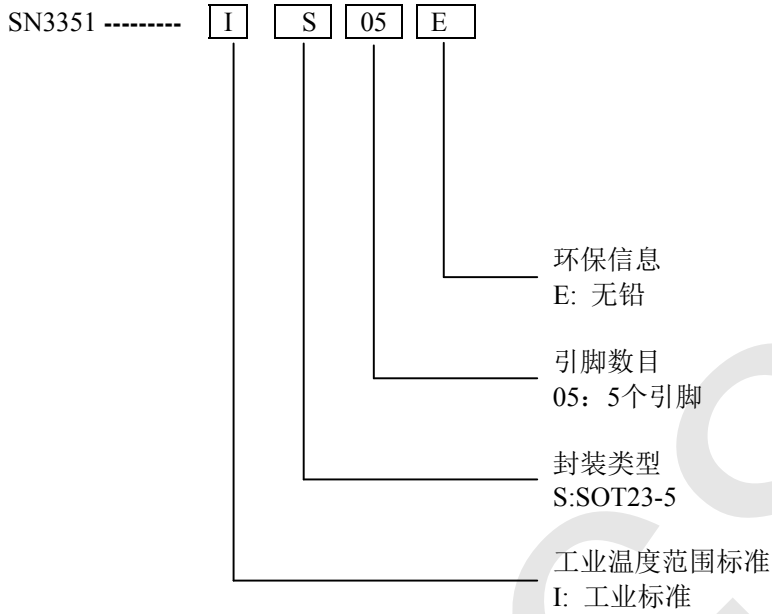 SN3351 --------- I S 05 E
环保信息
E: 无铅
引脚数目
05：5个引脚
封装类型
S:SOT23-5
工业温度范围标准
I: 工业标准